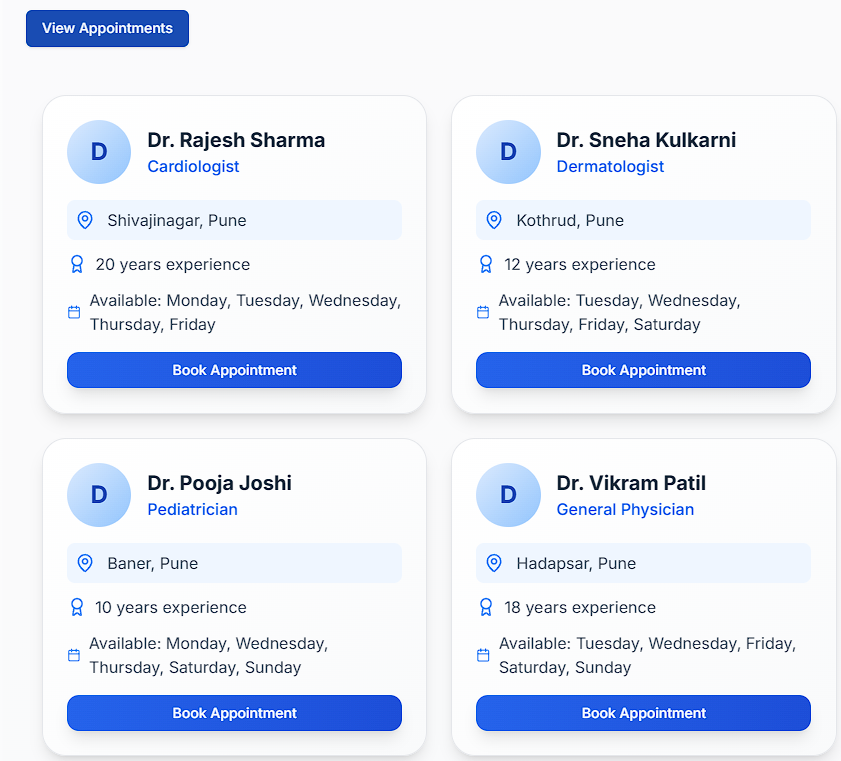 View Appointments
D
Dr. Rajesh Sharma
Cardiologist
Shivajinagar, Pune
20 years experience
Available: Monday, Tuesday, Wednesday,
Thursday, Friday
Book Appointment
D
Dr. Sneha Kulkarni
Dermatologist
Kothrud, Pune
12 years experience
Available: Tuesday, Wednesday,
Thursday, Friday, Saturday
Book Appointment
D
Dr. Pooja Joshi
Pediatrician
Baner, Pune
10 years experience
Available: Monday, Wednesday,
Thursday, Saturday, Sunday
Book Appointment
D
Dr. Vikram Patil
General Physician
Hadapsar, Pune
18 years experience
Available: Tuesday, Wednesday, Friday,
Saturday, Sunday
Book Appointment